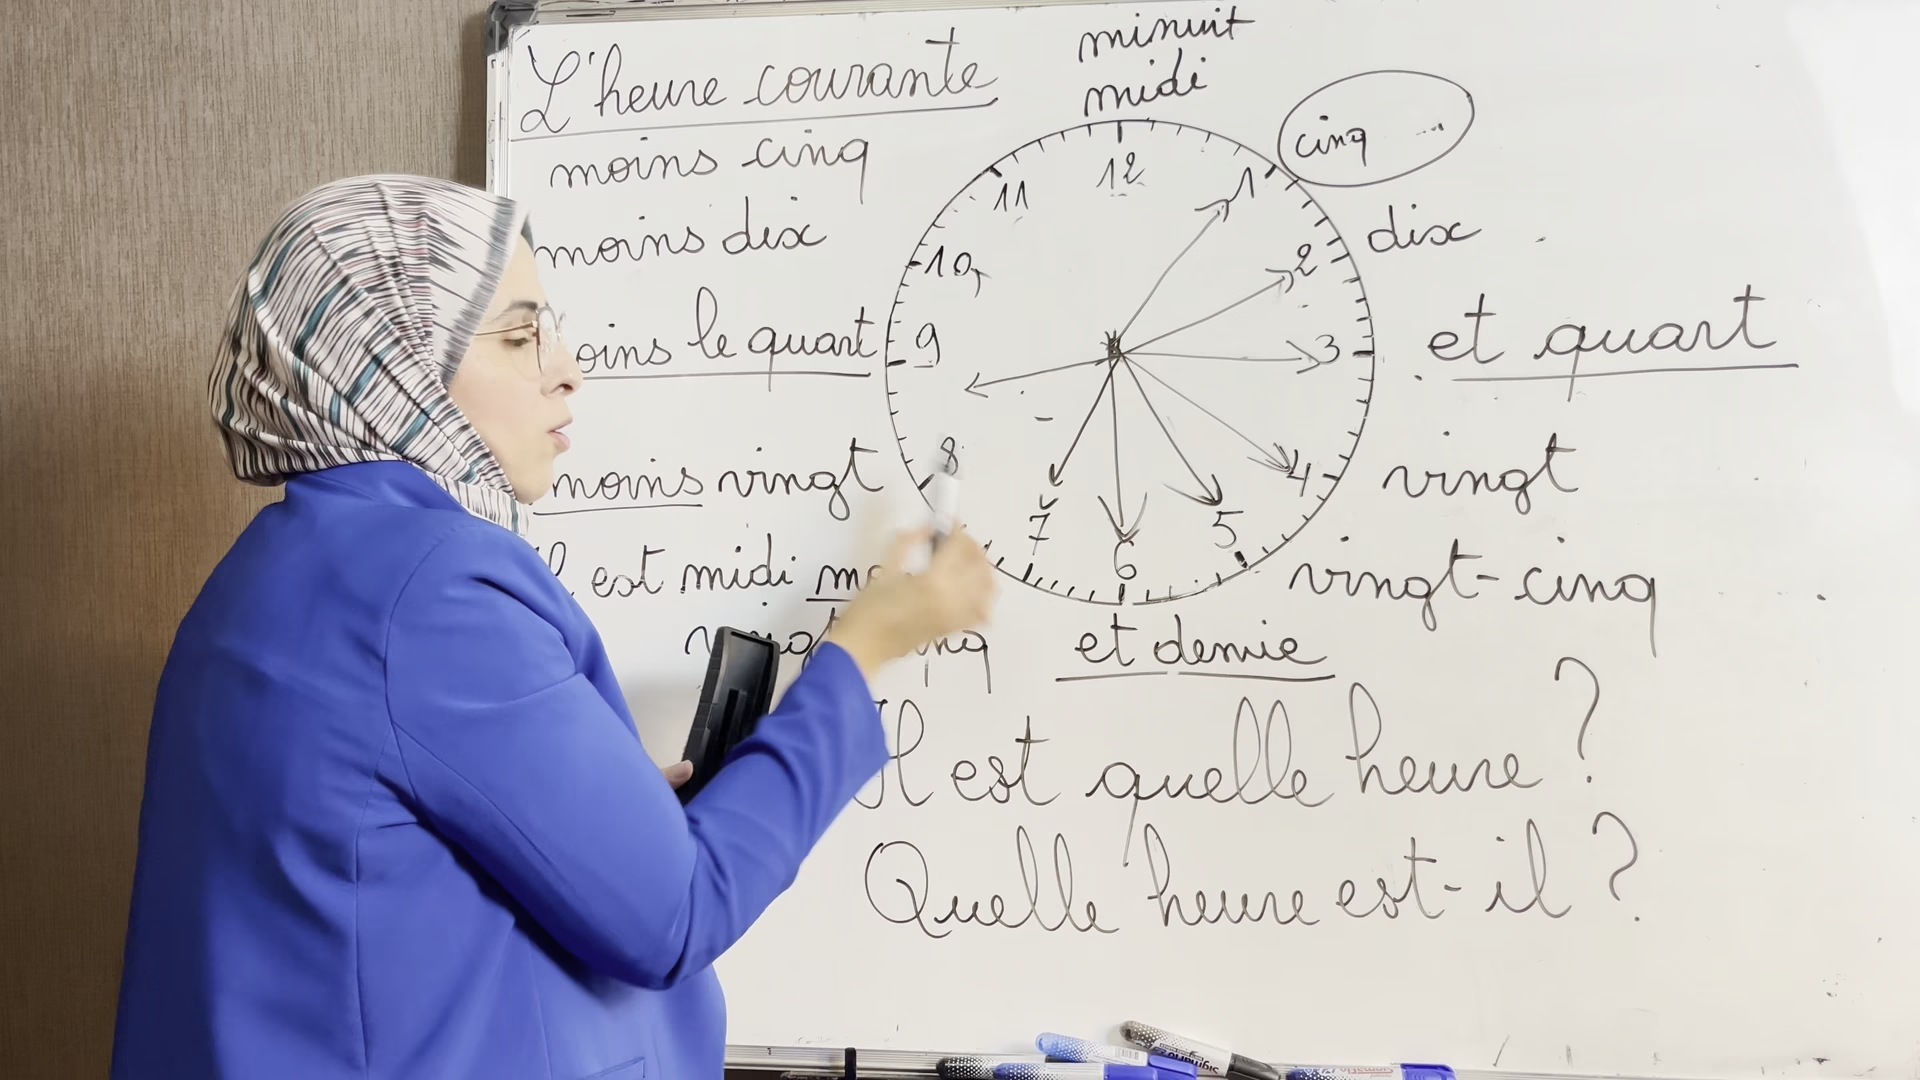 L'heure courante
minuit
midi
cinq ...
moins cinq
moins dix
dix
oins le quart
et quart
moins vingt
vingt
est midi
vingt-cinq
et demie
Il est quelle heure ?
Quelle heure est-il ?
12
1
2
3
4
5
6
7
8
9
10
11